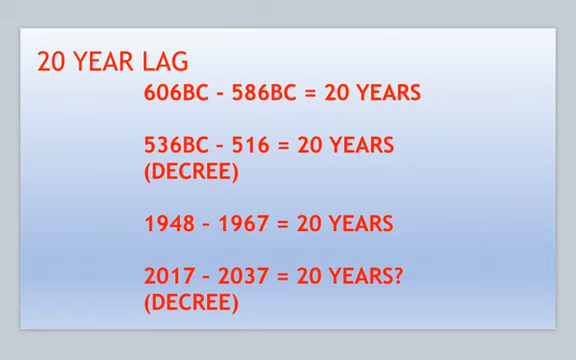 20 YEAR LAG
606BC - 586BC = 20 YEARS
536BC – 516 = 20 YEARS
(DECREE)
1948 – 1967 = 20 YEARS
2017 – 2037 = 20 YEARS?
(DECREE)